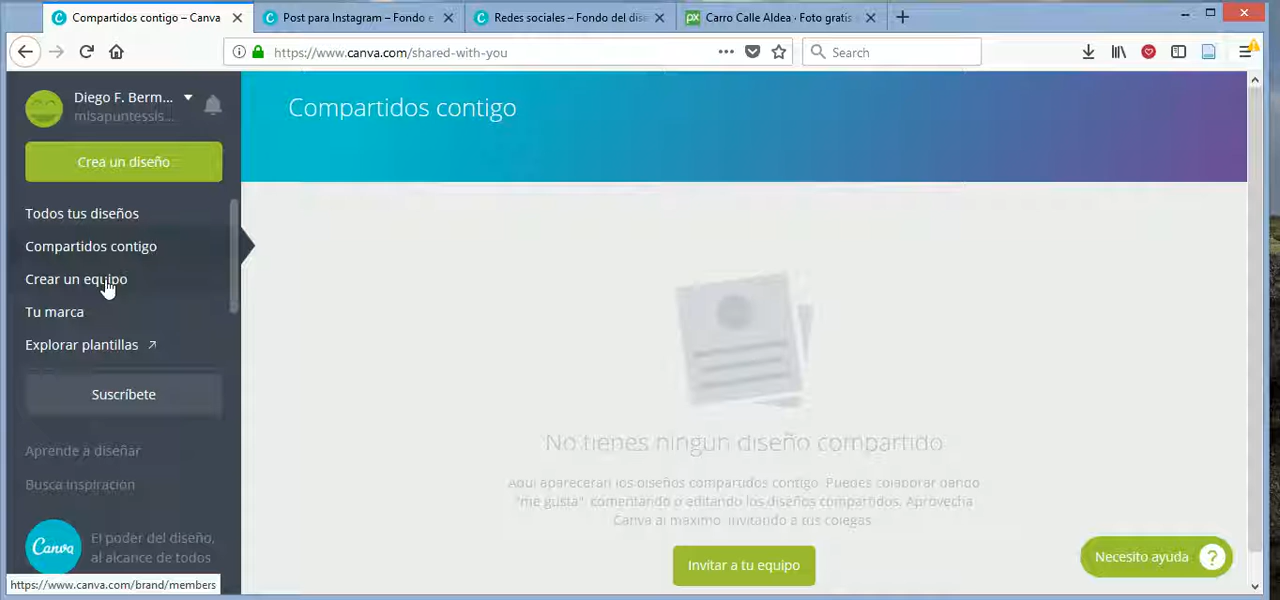 Compartidos contigo – Canva
Post para Instagram – Fondo e
Redes sociales – Fondo del dise
px Carro Calle Aldea · Foto gratis
https://www.canva.com/shared-with-you
Search
Diego F. Berm...
misapuntessis...
Crea un diseño
Todos tus diseños
Compartidos contigo
Crear un equipo
Tu marca
Explorar plantillas
Suscríbete
Aprende a diseñar
Busca inspiración
Canva
El poder del diseño,
al alcance de todos
https://www.canva.com/brand/members
Compartidos contigo
No tienes ningún diseño compartido
Aquí aparecerán los diseños compartidos contigo. Puedes colaborar dando
"me gusta", comentando o editando los diseños compartidos. Aprovecha
Canva al máximo: invitando a tus colegas
Invitar a tu equipo
Necesito ayuda ?